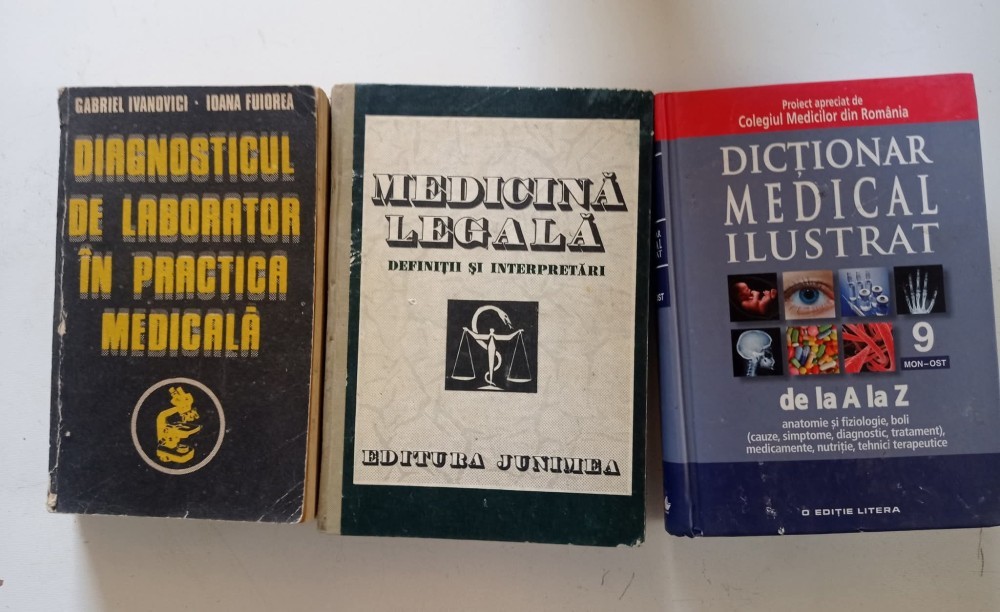 GABRIEL IVANOVICI • IOANA FUIOREA
DIAGNOSTICUL
DE LABORATOR
ÎN PRACTICA
MEDICALĂ
MEDICINĂ
LEGALĂ
DEFINIȚII ȘI INTERPRETĂRI
EDITURA JUNIMEA
Proiect apreciat de
Colegiul Medicilor din România
DICȚIONAR
MEDICAL
ILUSTRAT
9
MON-OST
de la A la Z
anatomie și fiziologie, boli
(cauze, simptome, diagnostic, tratament),
medicamente, nutriție, tehnici terapeutice
O EDIȚIE LITERA